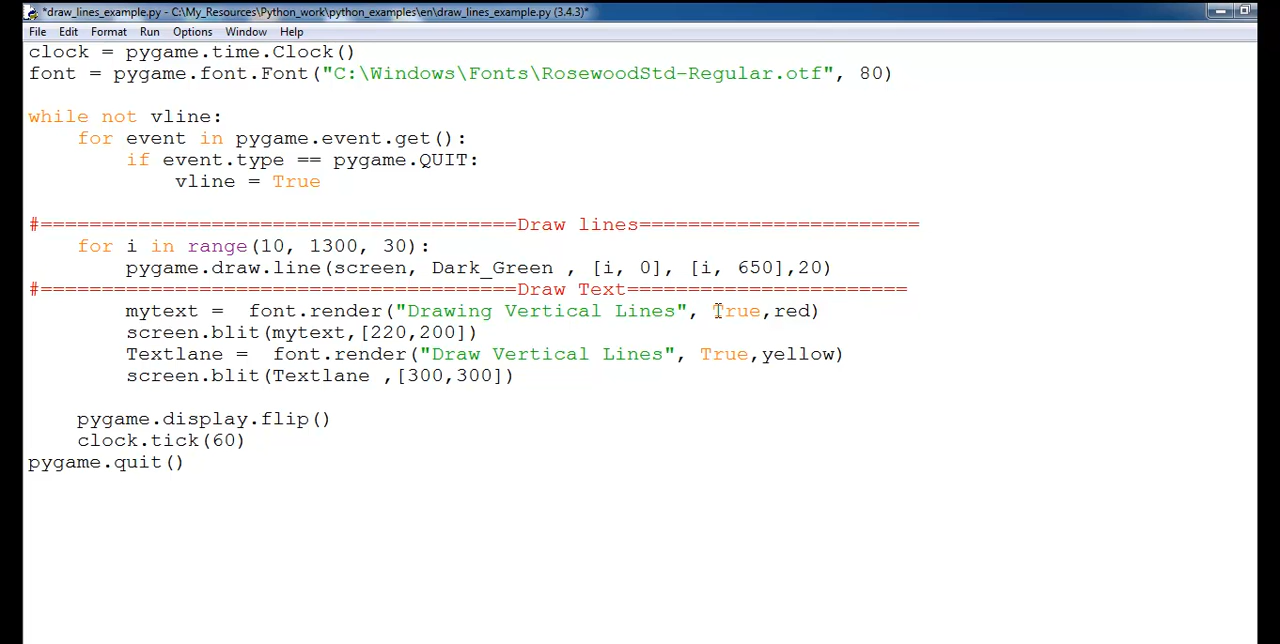 *draw_lines_example.py - C:\My_Resources\Python_work\python_examples\en\draw_lines_example.py (3.4.3)*
File Edit Format Run Options Window Help
clock = pygame.time.Clock()
font = pygame.font.Font("C:\Windows\Fonts\RosewoodStd-Regular.otf", 80)
while not vline:
    for event in pygame.event.get():
        if event.type == pygame.QUIT:
            vline = True
#=======================================Draw lines=======================
    for i in range(10, 1300, 30):
        pygame.draw.line(screen, Dark_Green , [i, 0], [i, 650],20)
#=======================================Draw Text=======================
        mytext =  font.render("Drawing Vertical Lines", True,red)
        screen.blit(mytext,[220,200])
        Textlane =  font.render("Draw Vertical Lines", True,yellow)
        screen.blit(Textlane ,[300,300])
    pygame.display.flip()
    clock.tick(60)
pygame.quit()